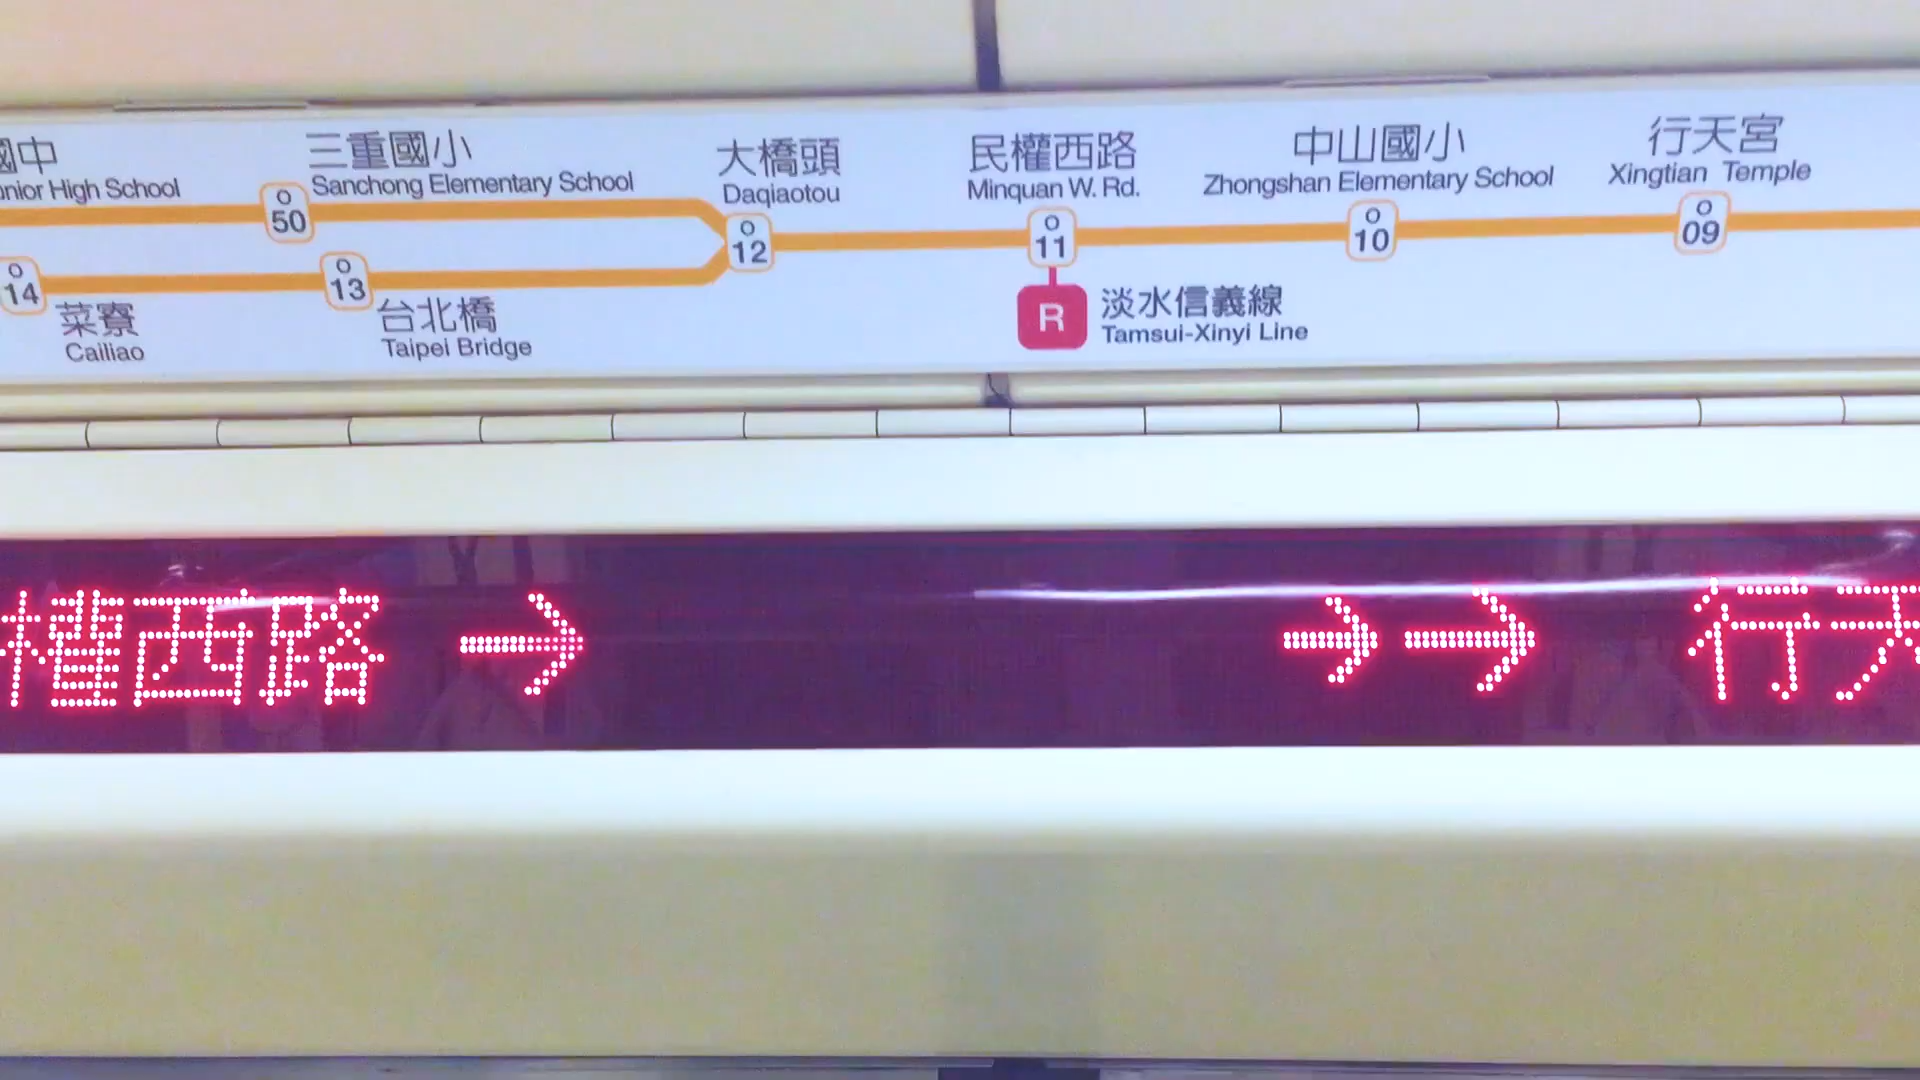 國中
nior High School
三重國小
Sanchong Elementary School
大橋頭
Daqiaotou
民權西路
Minquan W. Rd.
中山國小
Zhongshan Elementary School
行天宮
Xingtian Temple
O 50
O 12
O 11
O 10
O 09
O 14
菜寮
Cailiao
O 13
台北橋
Taipei Bridge
R
淡水信義線
Tamsui-Xinyi Line
權西路 → → → 行天